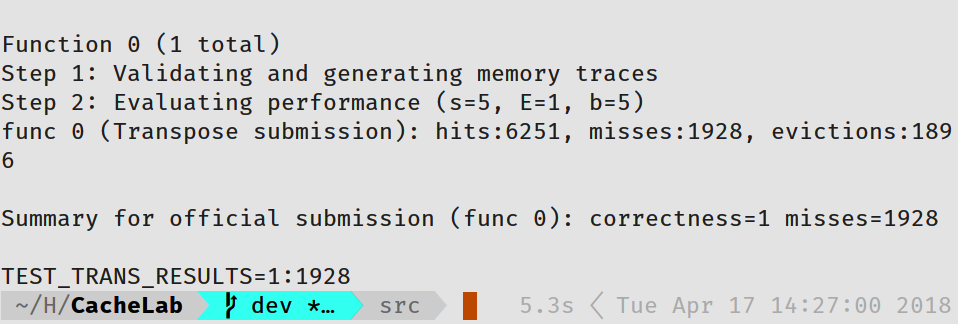 Function 0 (1 total)
Step 1: Validating and generating memory traces
Step 2: Evaluating performance (s=5, E=1, b=5)
func 0 (Transpose submission): hits:6251, misses:1928, evictions:189
6
Summary for official submission (func 0): correctness=1 misses=1928
TEST_TRANS_RESULTS=1:1928
~/H/CacheLab dev *… src 5.3s Tue Apr 17 14:27:00 2018